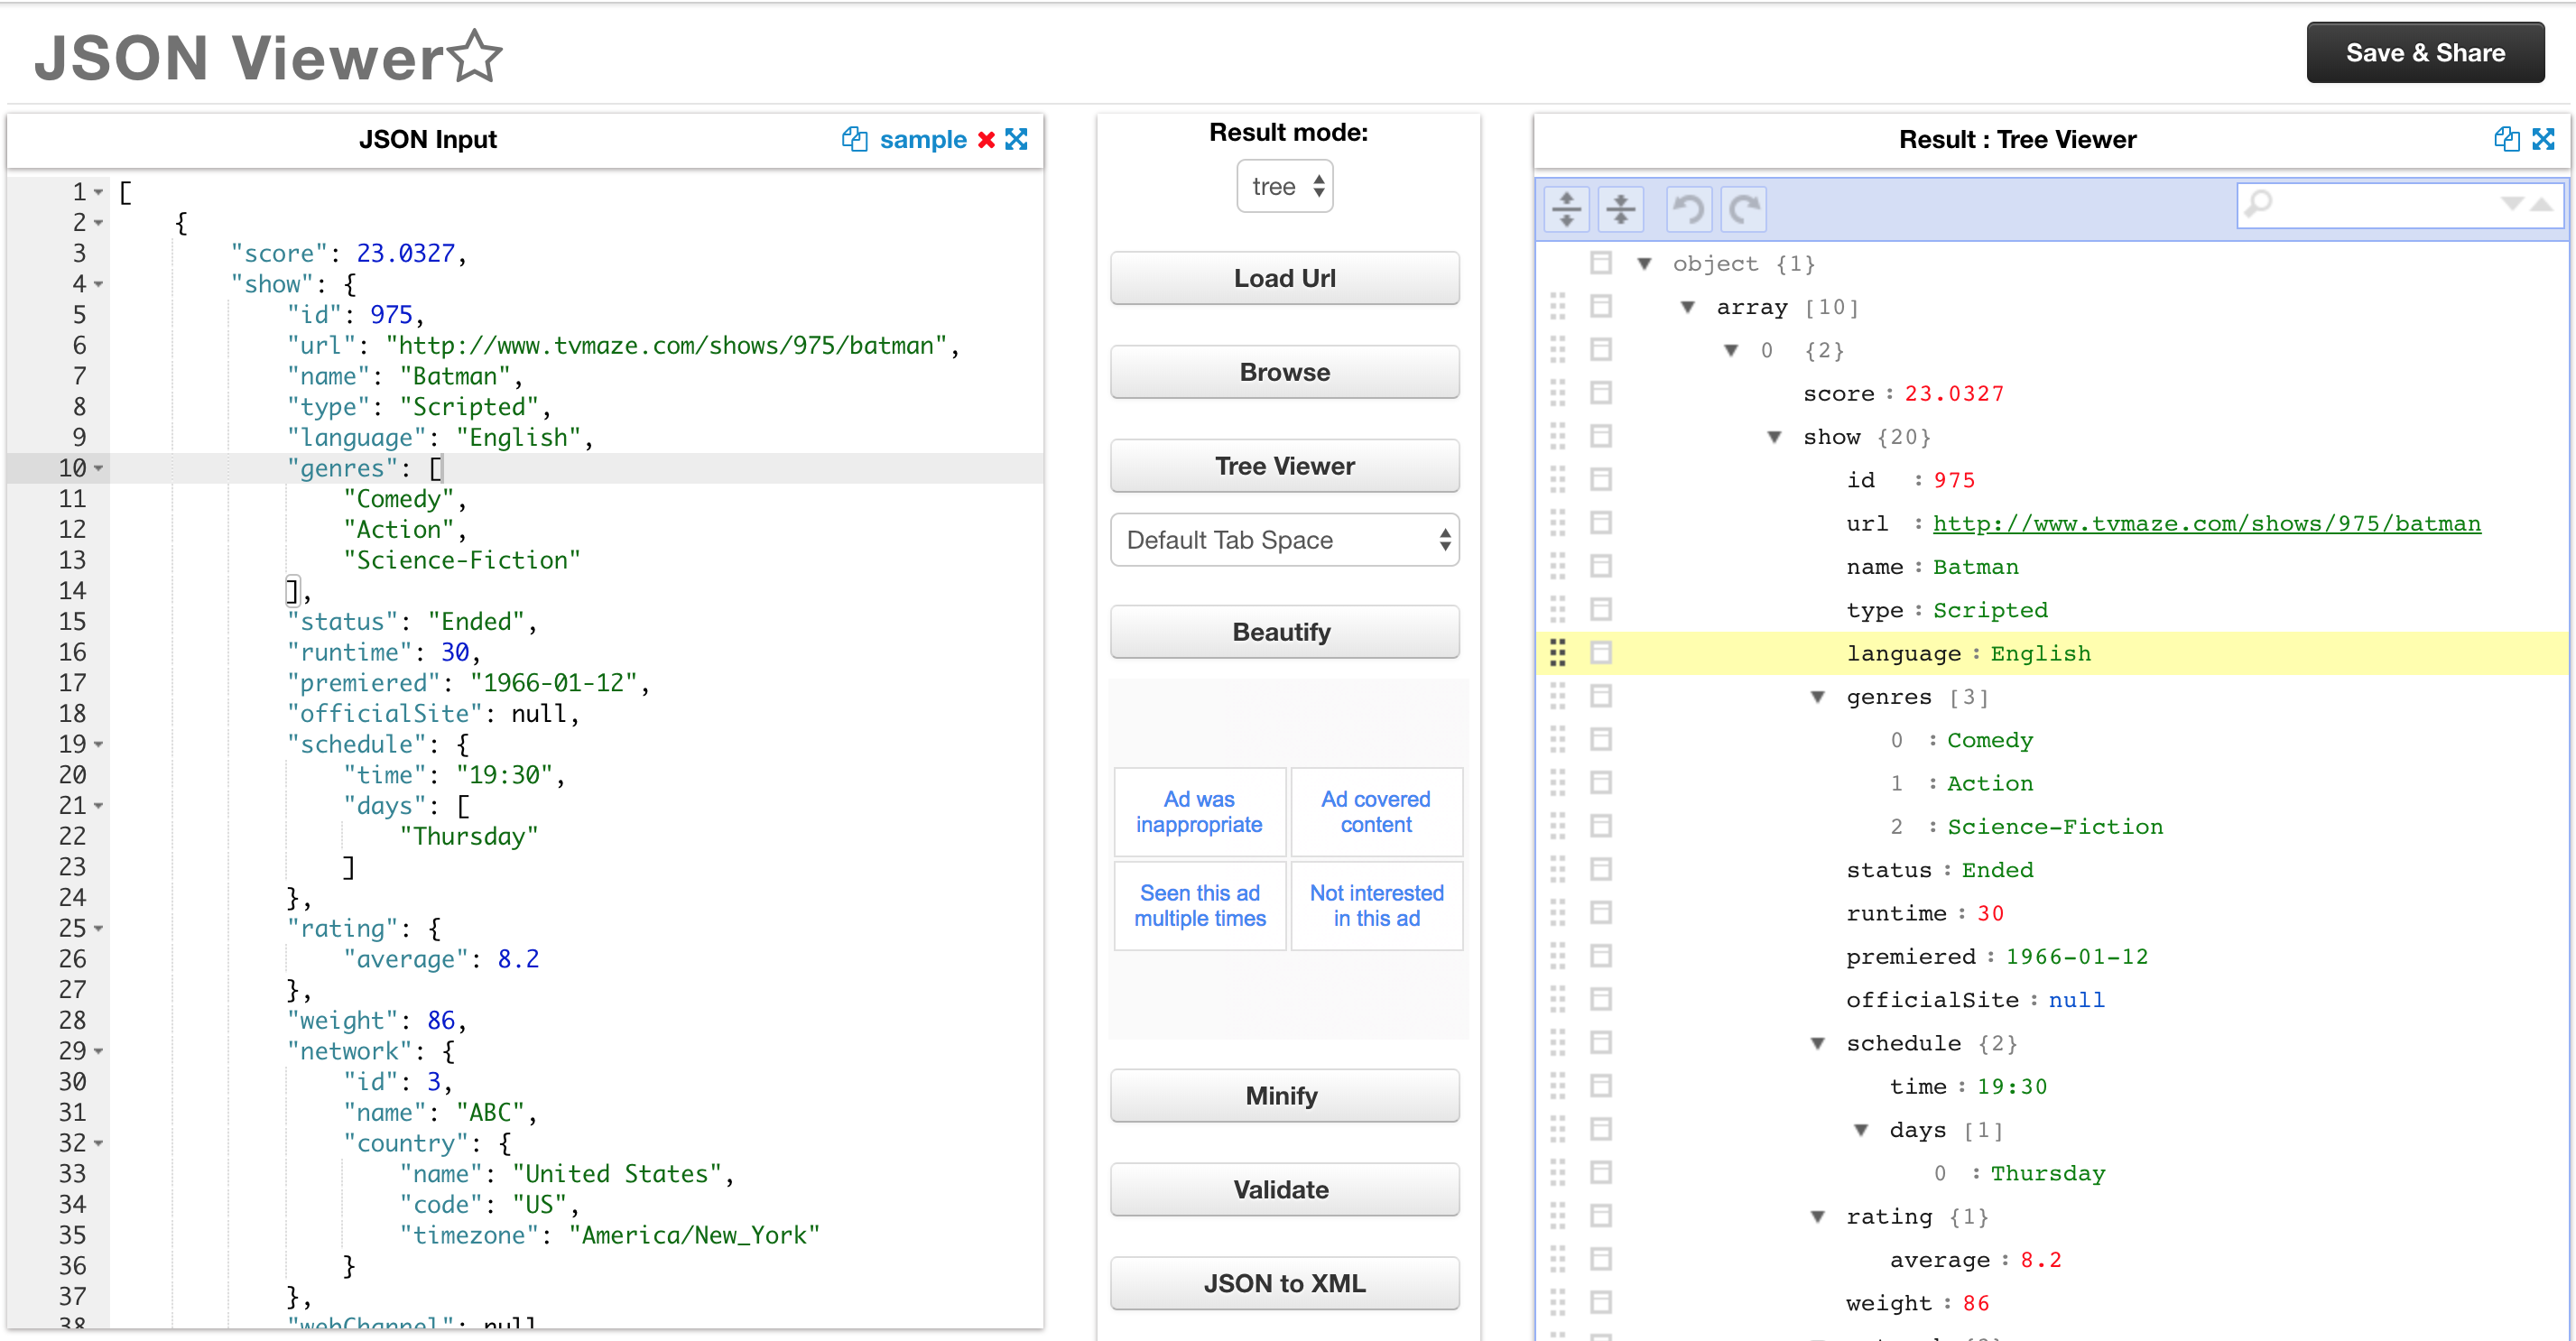 JSON Viewer
Save & Share
JSON Input
sample
1 [
2 {
3 "score": 23.0327,
4 "show": {
5 "id": 975,
6 "url": "http://www.tvmaze.com/shows/975/batman",
7 "name": "Batman",
8 "type": "Scripted",
9 "language": "English",
10 "genres": [
11 "Comedy",
12 "Action",
13 "Science-Fiction"
14 ],
15 "status": "Ended",
16 "runtime": 30,
17 "premiered": "1966-01-12",
18 "officialSite": null,
19 "schedule": {
20 "time": "19:30",
21 "days": [
22 "Thursday"
23 ]
24 },
25 "rating": {
26 "average": 8.2
27 },
28 "weight": 86,
29 "network": {
30 "id": 3,
31 "name": "ABC",
32 "country": {
33 "name": "United States",
34 "code": "US",
35 "timezone": "America/New_York"
36 }
37 },
38 "webChannel": null
Result mode:
tree
Load Url
Browse
Tree Viewer
Default Tab Space
Beautify
Ad was
inappropriate
Ad covered
content
Seen this ad
multiple times
Not interested
in this ad
Minify
Validate
JSON to XML
Result : Tree Viewer
object {1}
array [10]
0 {2}
score : 23.0327
show {20}
id : 975
url : http://www.tvmaze.com/shows/975/batman
name : Batman
type : Scripted
language : English
genres [3]
0 : Comedy
1 : Action
2 : Science-Fiction
status : Ended
runtime : 30
premiered : 1966-01-12
officialSite : null
schedule {2}
time : 19:30
days [1]
0 : Thursday
rating {1}
average : 8.2
weight : 86